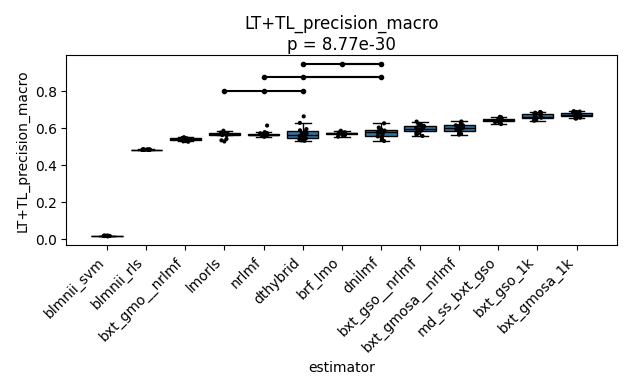 LT+TL_precision_macro
p = 8.77e-30
LT+TL_precision_macro
0.8
0.6
0.4
0.2
0.0
blmnii_svm
blmnii_rls
bxt_gmo__nrlmf
lmorls
nrlmf
dthybrid
brf_lmo
dnilmf
bxt_gso__nrlmf
bxt_gmosa__nrlmf
md_ss_bxt_gso
bxt_gso_1k
bxt_gmosa_1k
estimator